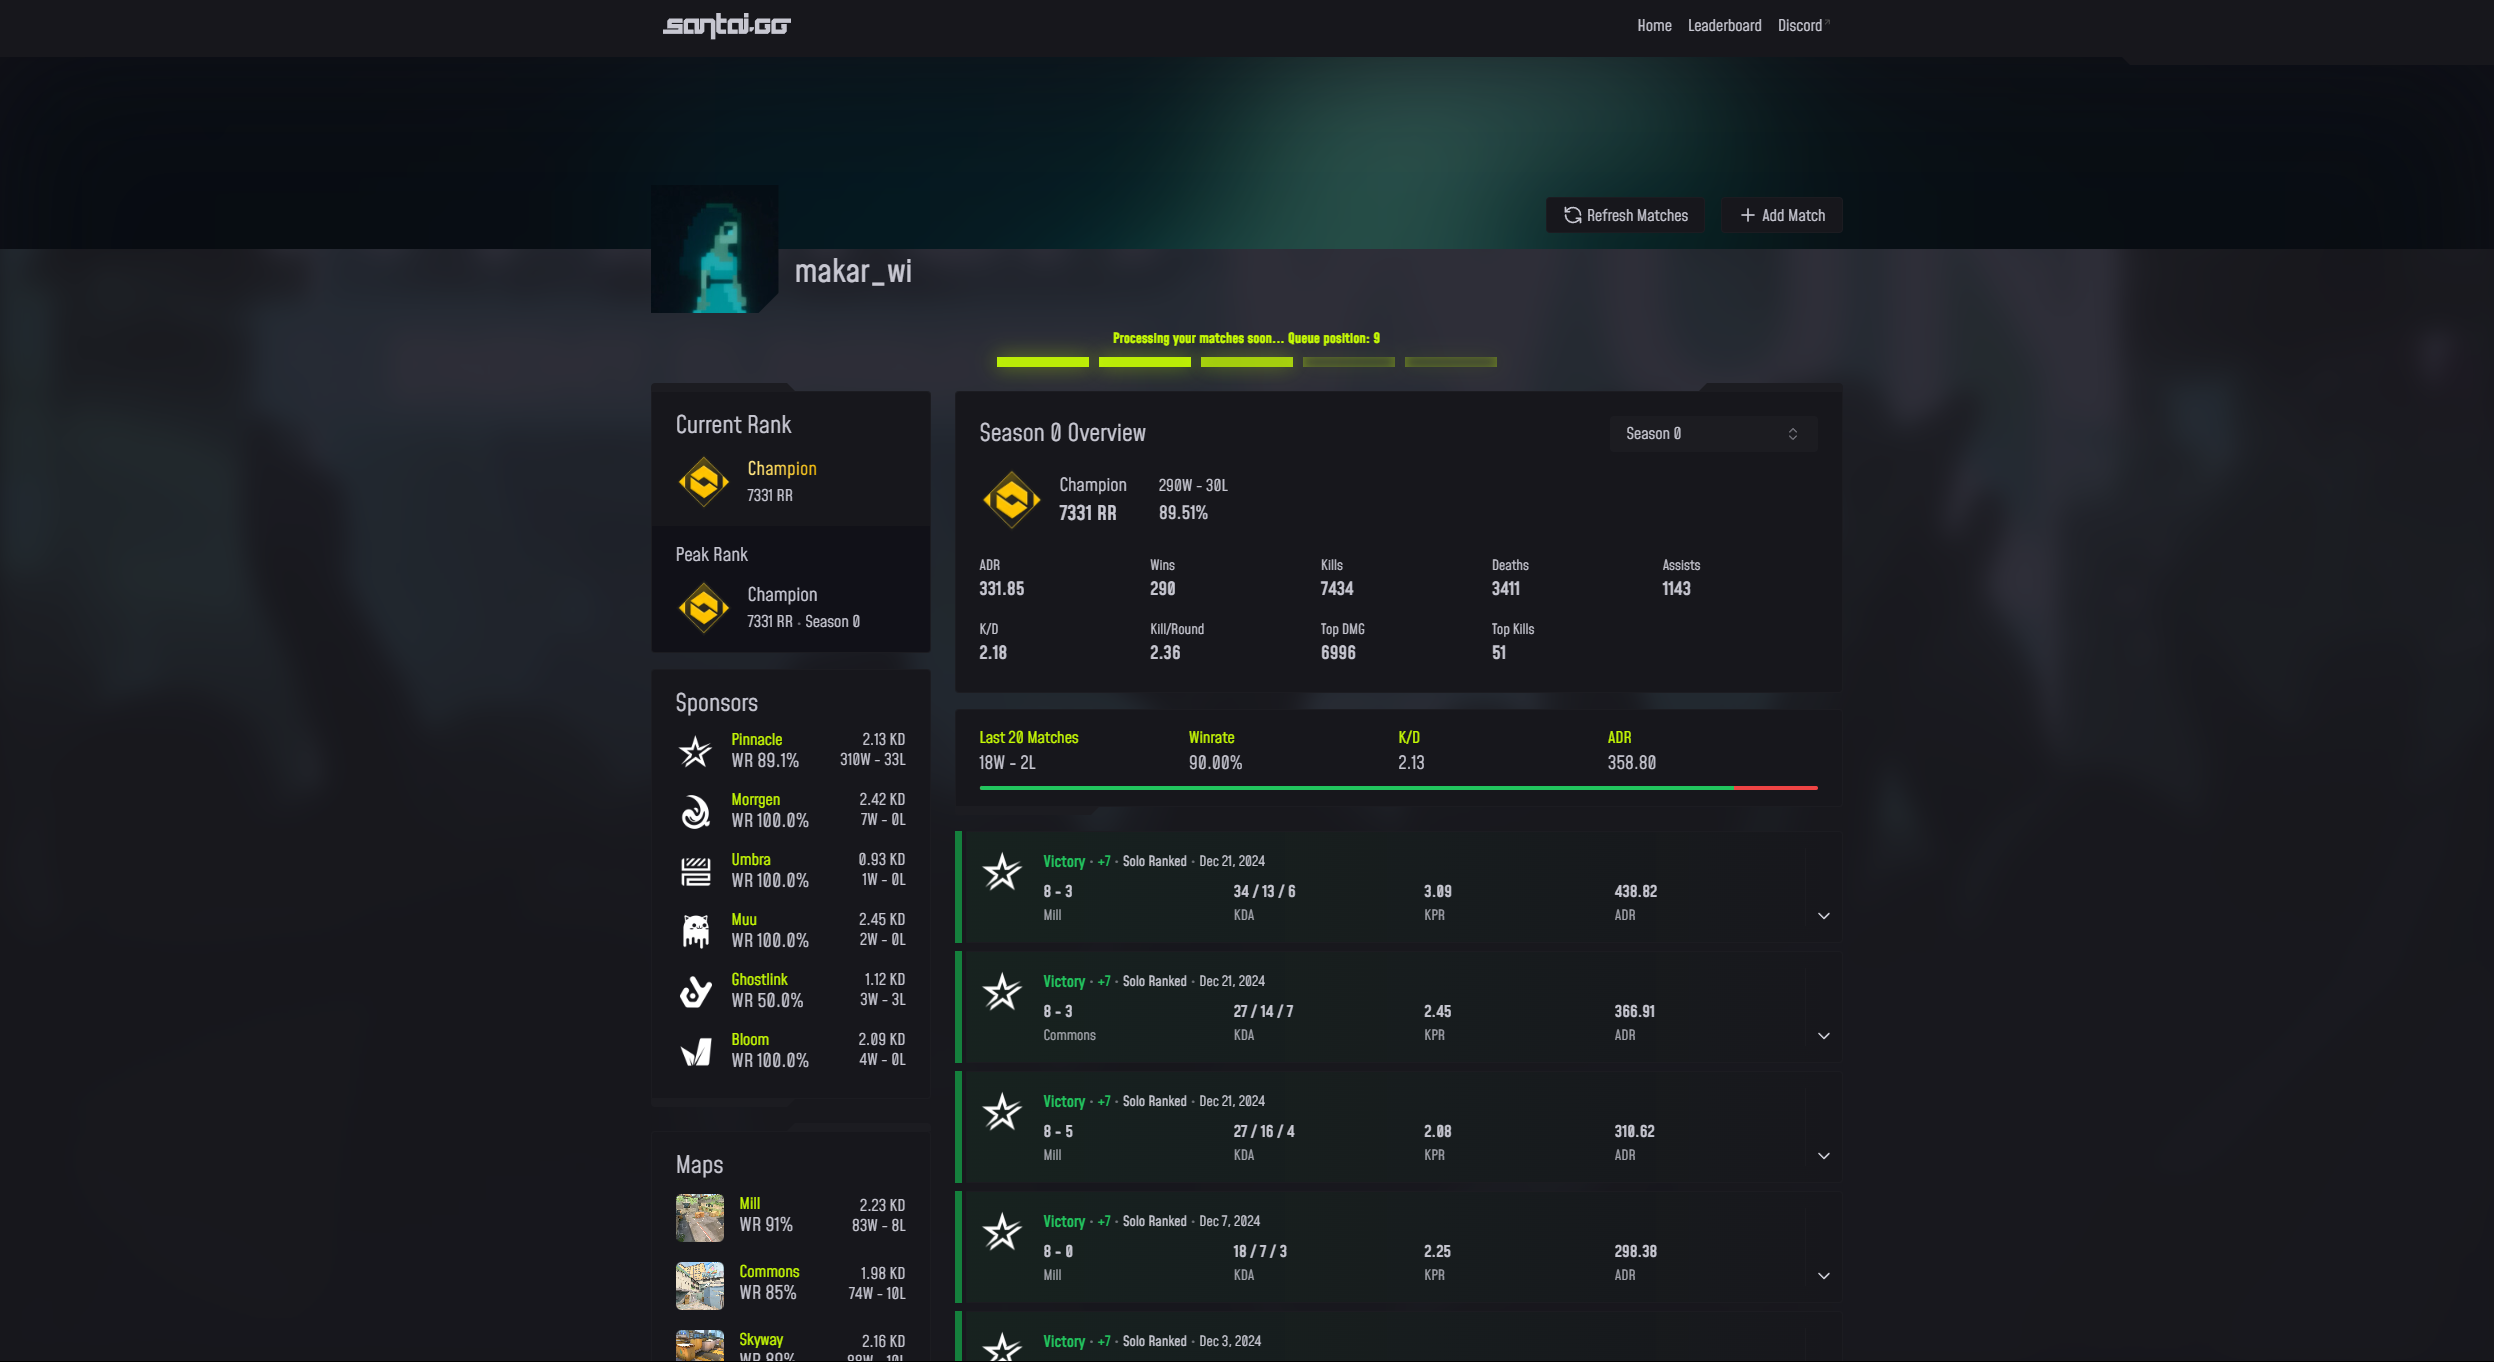 santai.GG
Home Leaderboard Discord
Refresh Matches
Add Match
makar_wi
Processing your matches soon... Queue position: 9
Current Rank
Champion
7331 RR
Peak Rank
Champion
7331 RR • Season 0
Sponsors
Pinnacle 2.13 KD
WR 89.1% 310W - 33L
Morrgen 2.42 KD
WR 100.0% 7W - 0L
Umbra 0.93 KD
WR 100.0% 1W - 0L
Muu 2.45 KD
WR 100.0% 2W - 0L
Ghostlink 1.12 KD
WR 50.0% 3W - 3L
Bloom 2.09 KD
WR 100.0% 4W - 0L
Maps
Mill 2.23 KD
WR 91% 83W - 8L
Commons 1.98 KD
WR 85% 74W - 10L
Skyway 2.16 KD
Season 0 Overview
Season 0
Champion 290W - 30L
7331 RR 89.51%
ADR Wins Kills Deaths Assists
331.85 290 7434 3411 1143
K/D Kill/Round Top DMG Top Kills
2.18 2.36 6996 51
Last 20 Matches Winrate K/D ADR
18W - 2L 90.00% 2.13 358.80
Victory • +7 • Solo Ranked • Dec 21, 2024
8 - 3 34 / 13 / 6 3.09 438.82
Mill KDA KPR ADR
Victory • +7 • Solo Ranked • Dec 21, 2024
8 - 3 27 / 14 / 7 2.45 366.91
Commons KDA KPR ADR
Victory • +7 • Solo Ranked • Dec 21, 2024
8 - 5 27 / 16 / 4 2.08 310.62
Mill KDA KPR ADR
Victory • +7 • Solo Ranked • Dec 7, 2024
8 - 0 18 / 7 / 3 2.25 298.38
Mill KDA KPR ADR
Victory • +7 • Solo Ranked • Dec 3, 2024